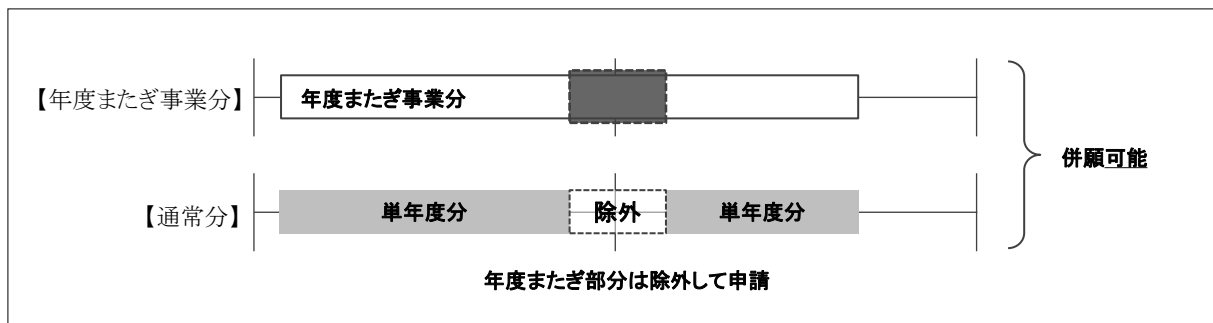 【年度またぎ事業分】
年度またぎ事業分
併願可能
【通常分】
単年度分
除外
単年度分
年度またぎ部分は除外して申請